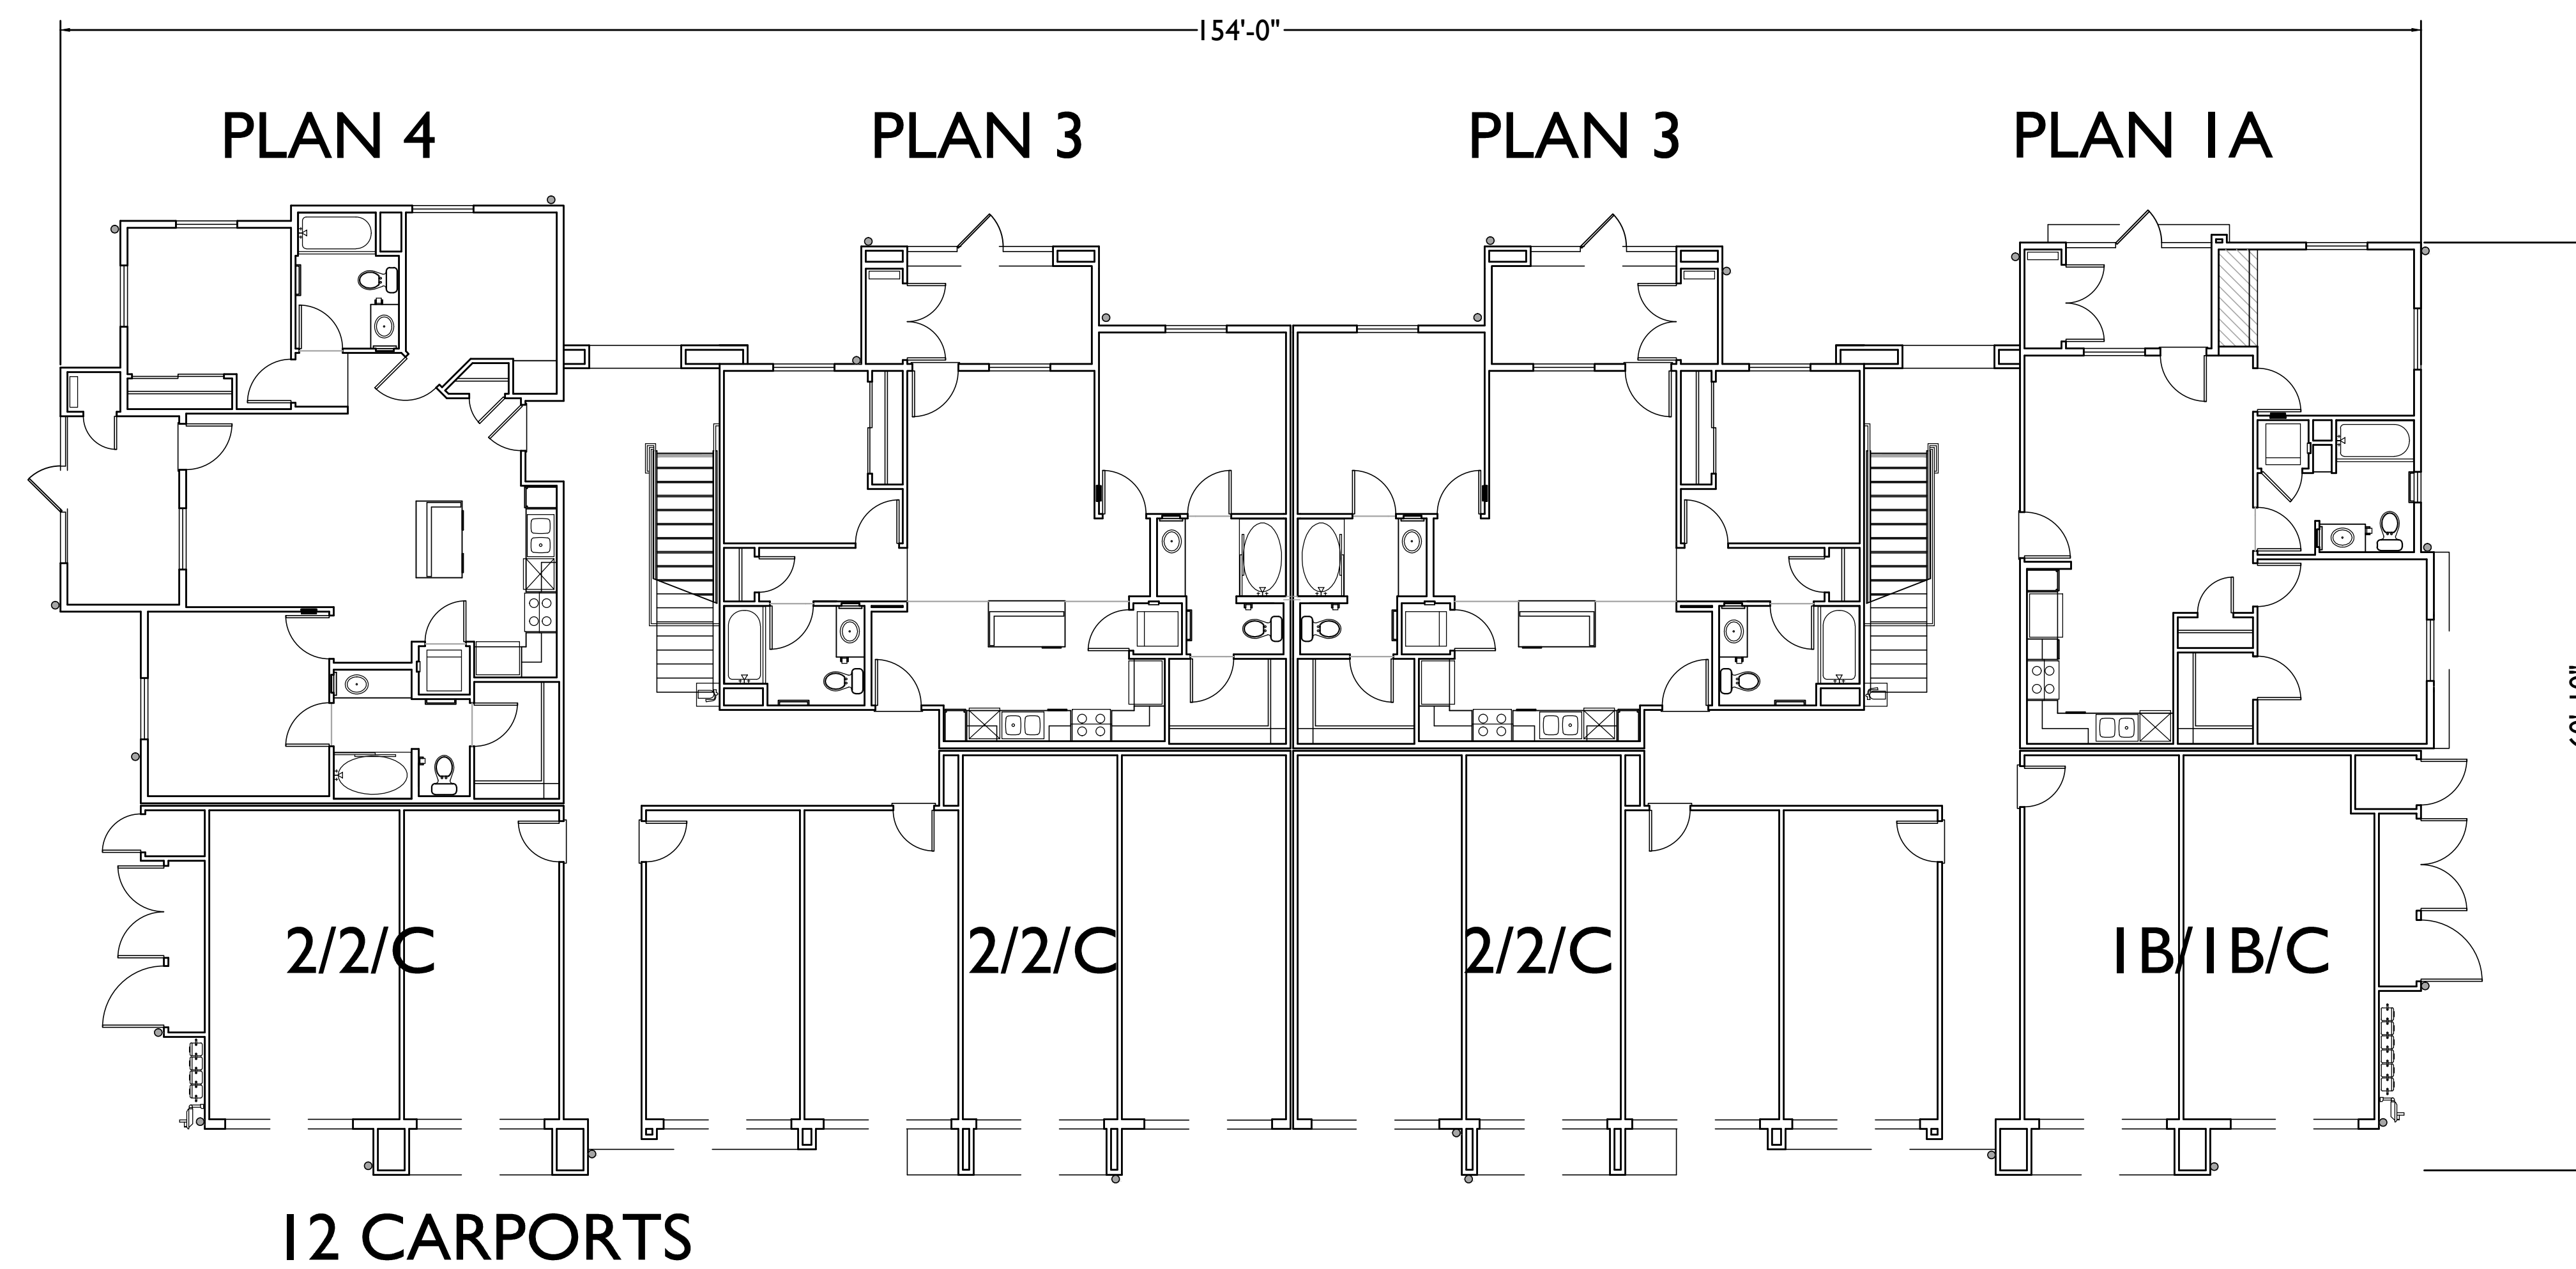 154'-0"
PLAN 4
PLAN 3
PLAN 3
PLAN 1A
2/2/C
2/2/C
2/2/C
1B/1B/C
12 CARPORTS